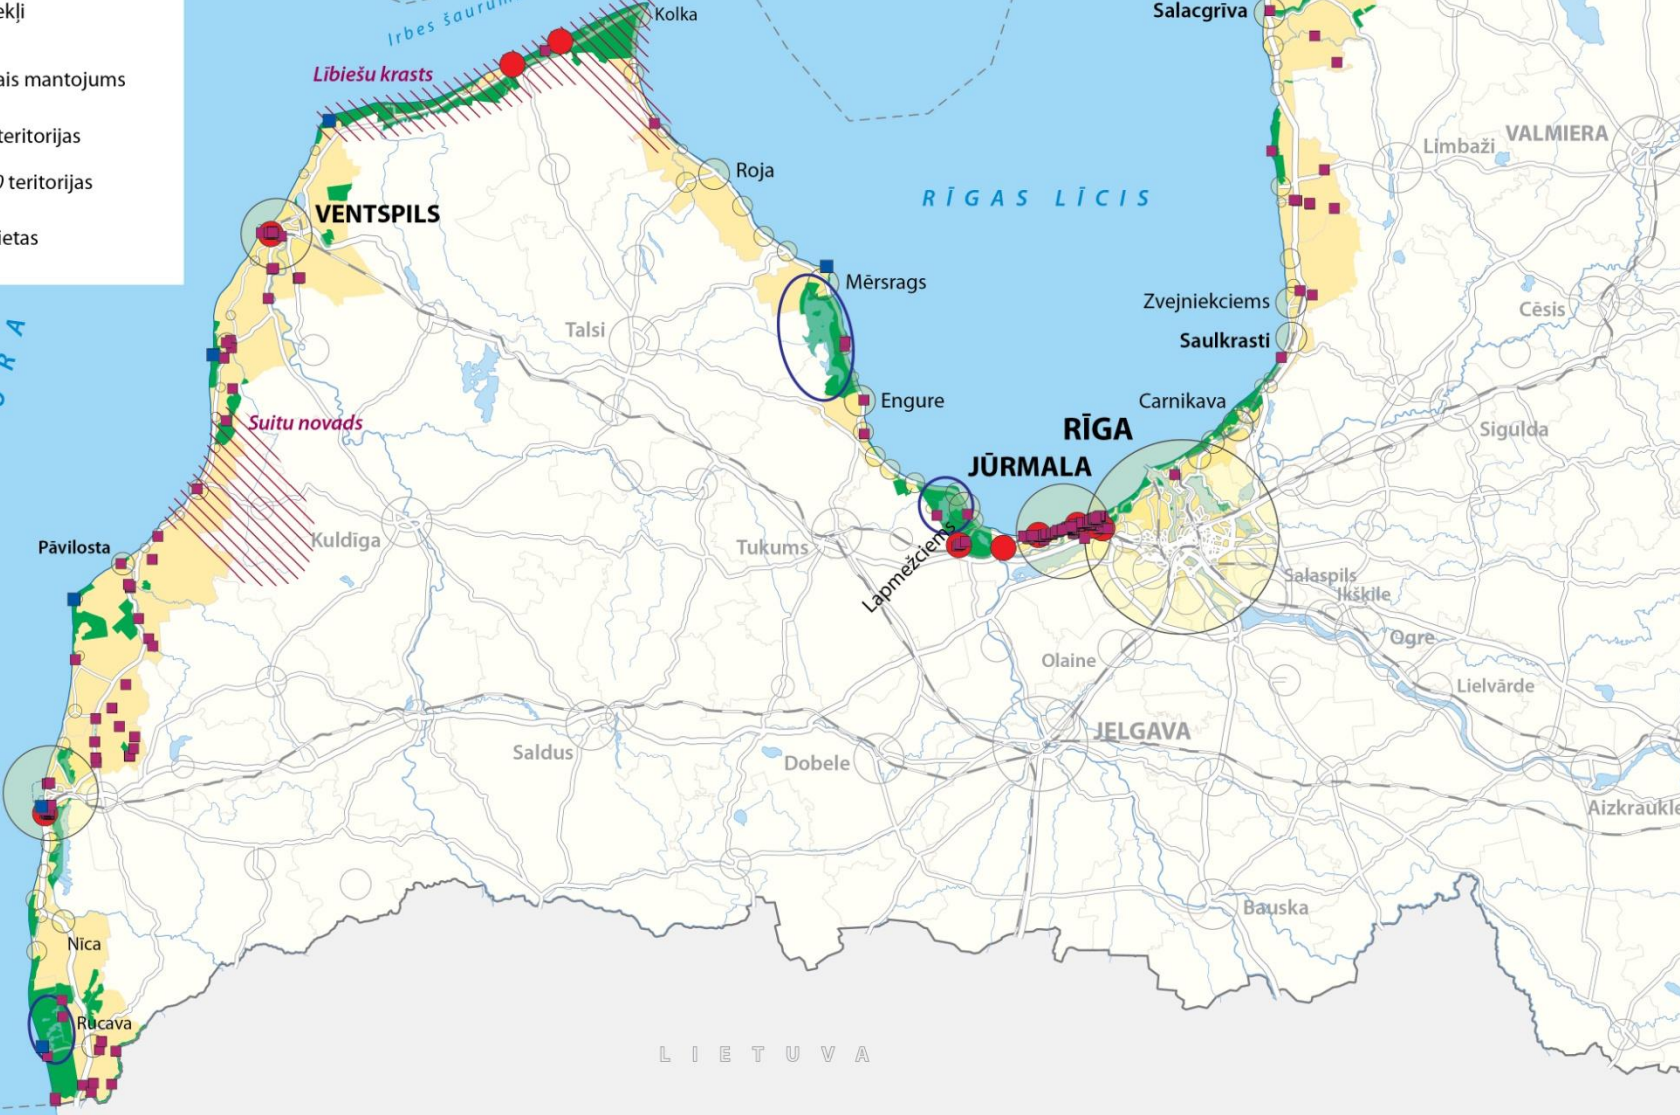 ais mantojums
teritorijas
teritorijas
ietas
Irbes šaurum
Kolka
Salacgrīva
Lībiešu krasts
Limbaži
VALMIERA
Roja
RĪGAS LĪCIS
VENTSPILS
Mērsrags
Zvejniekciems
Cēsis
Talsi
Saulkrasti
Engure
Carnikava
Suitu novads
RĪGA
Sigulda
JŪRMALA
Kuldīga
Pāvilosta
Tukums
Lapmežciems
Salaspils
Ikšķile
Ogre
Olaine
Lielvārde
JELGAVA
Saldus
Dobele
Aizkraukle
Bauska
Nīca
Rucava
LIETUVA